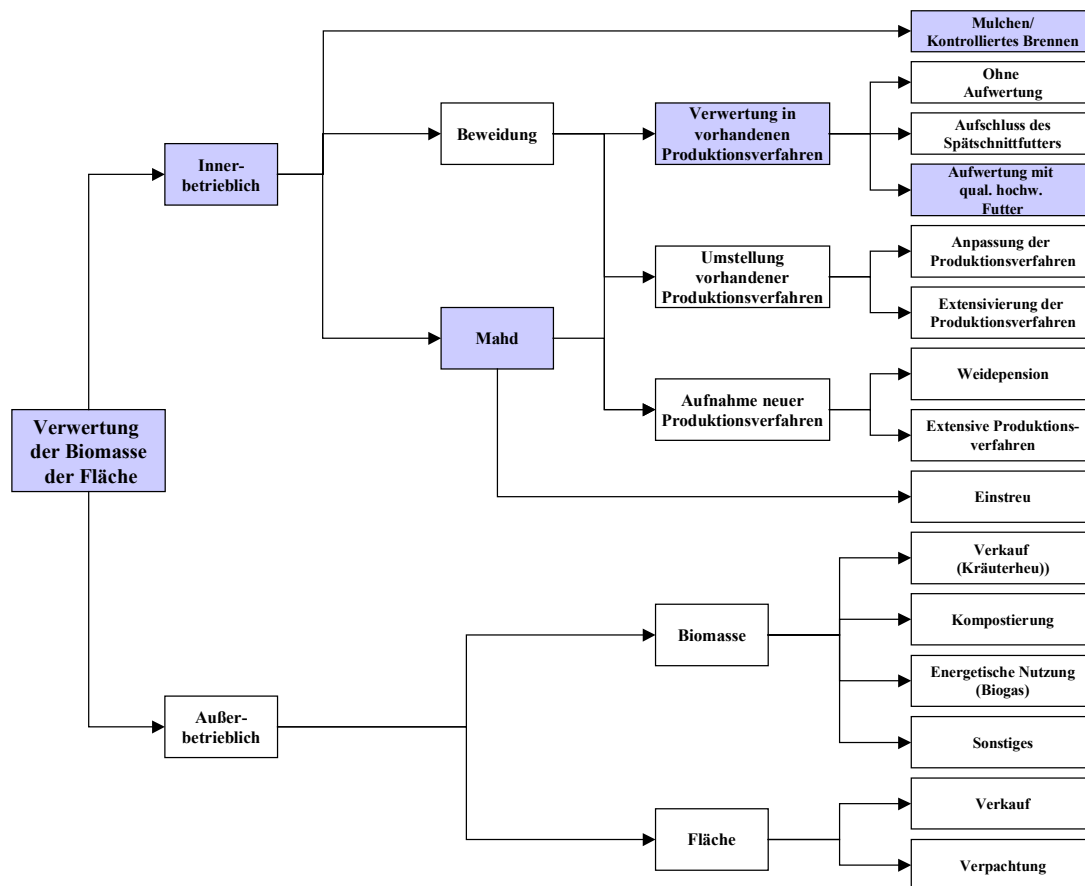 Mulchen/
Kontrolliertes Brennen
Ohne
Aufwertung
Beweidung
Verwertung in
vorhandenen
Produktionsverfahren
Aufschluss des
Spätschnittfutters
Inner-
betrieblich
Aufwertung mit
qual. hochw.
Futter
Umstellung
vorhandener
Produktionsverfahren
Anpassung der
Produktionsverfahren
Extensivierung der
Produktionsverfahren
Mahd
Weidepension
Aufnahme neuer
Produktionsverfahren
Verwertung
der Biomasse
der Fläche
Extensive Produktions-
verfahren
Einstreu
Verkauf
(Kräuterheu))
Biomasse
Kompostierung
Energetische Nutzung
(Biogas)
Außer-
betrieblich
Sonstiges
Verkauf
Fläche
Verpachtung